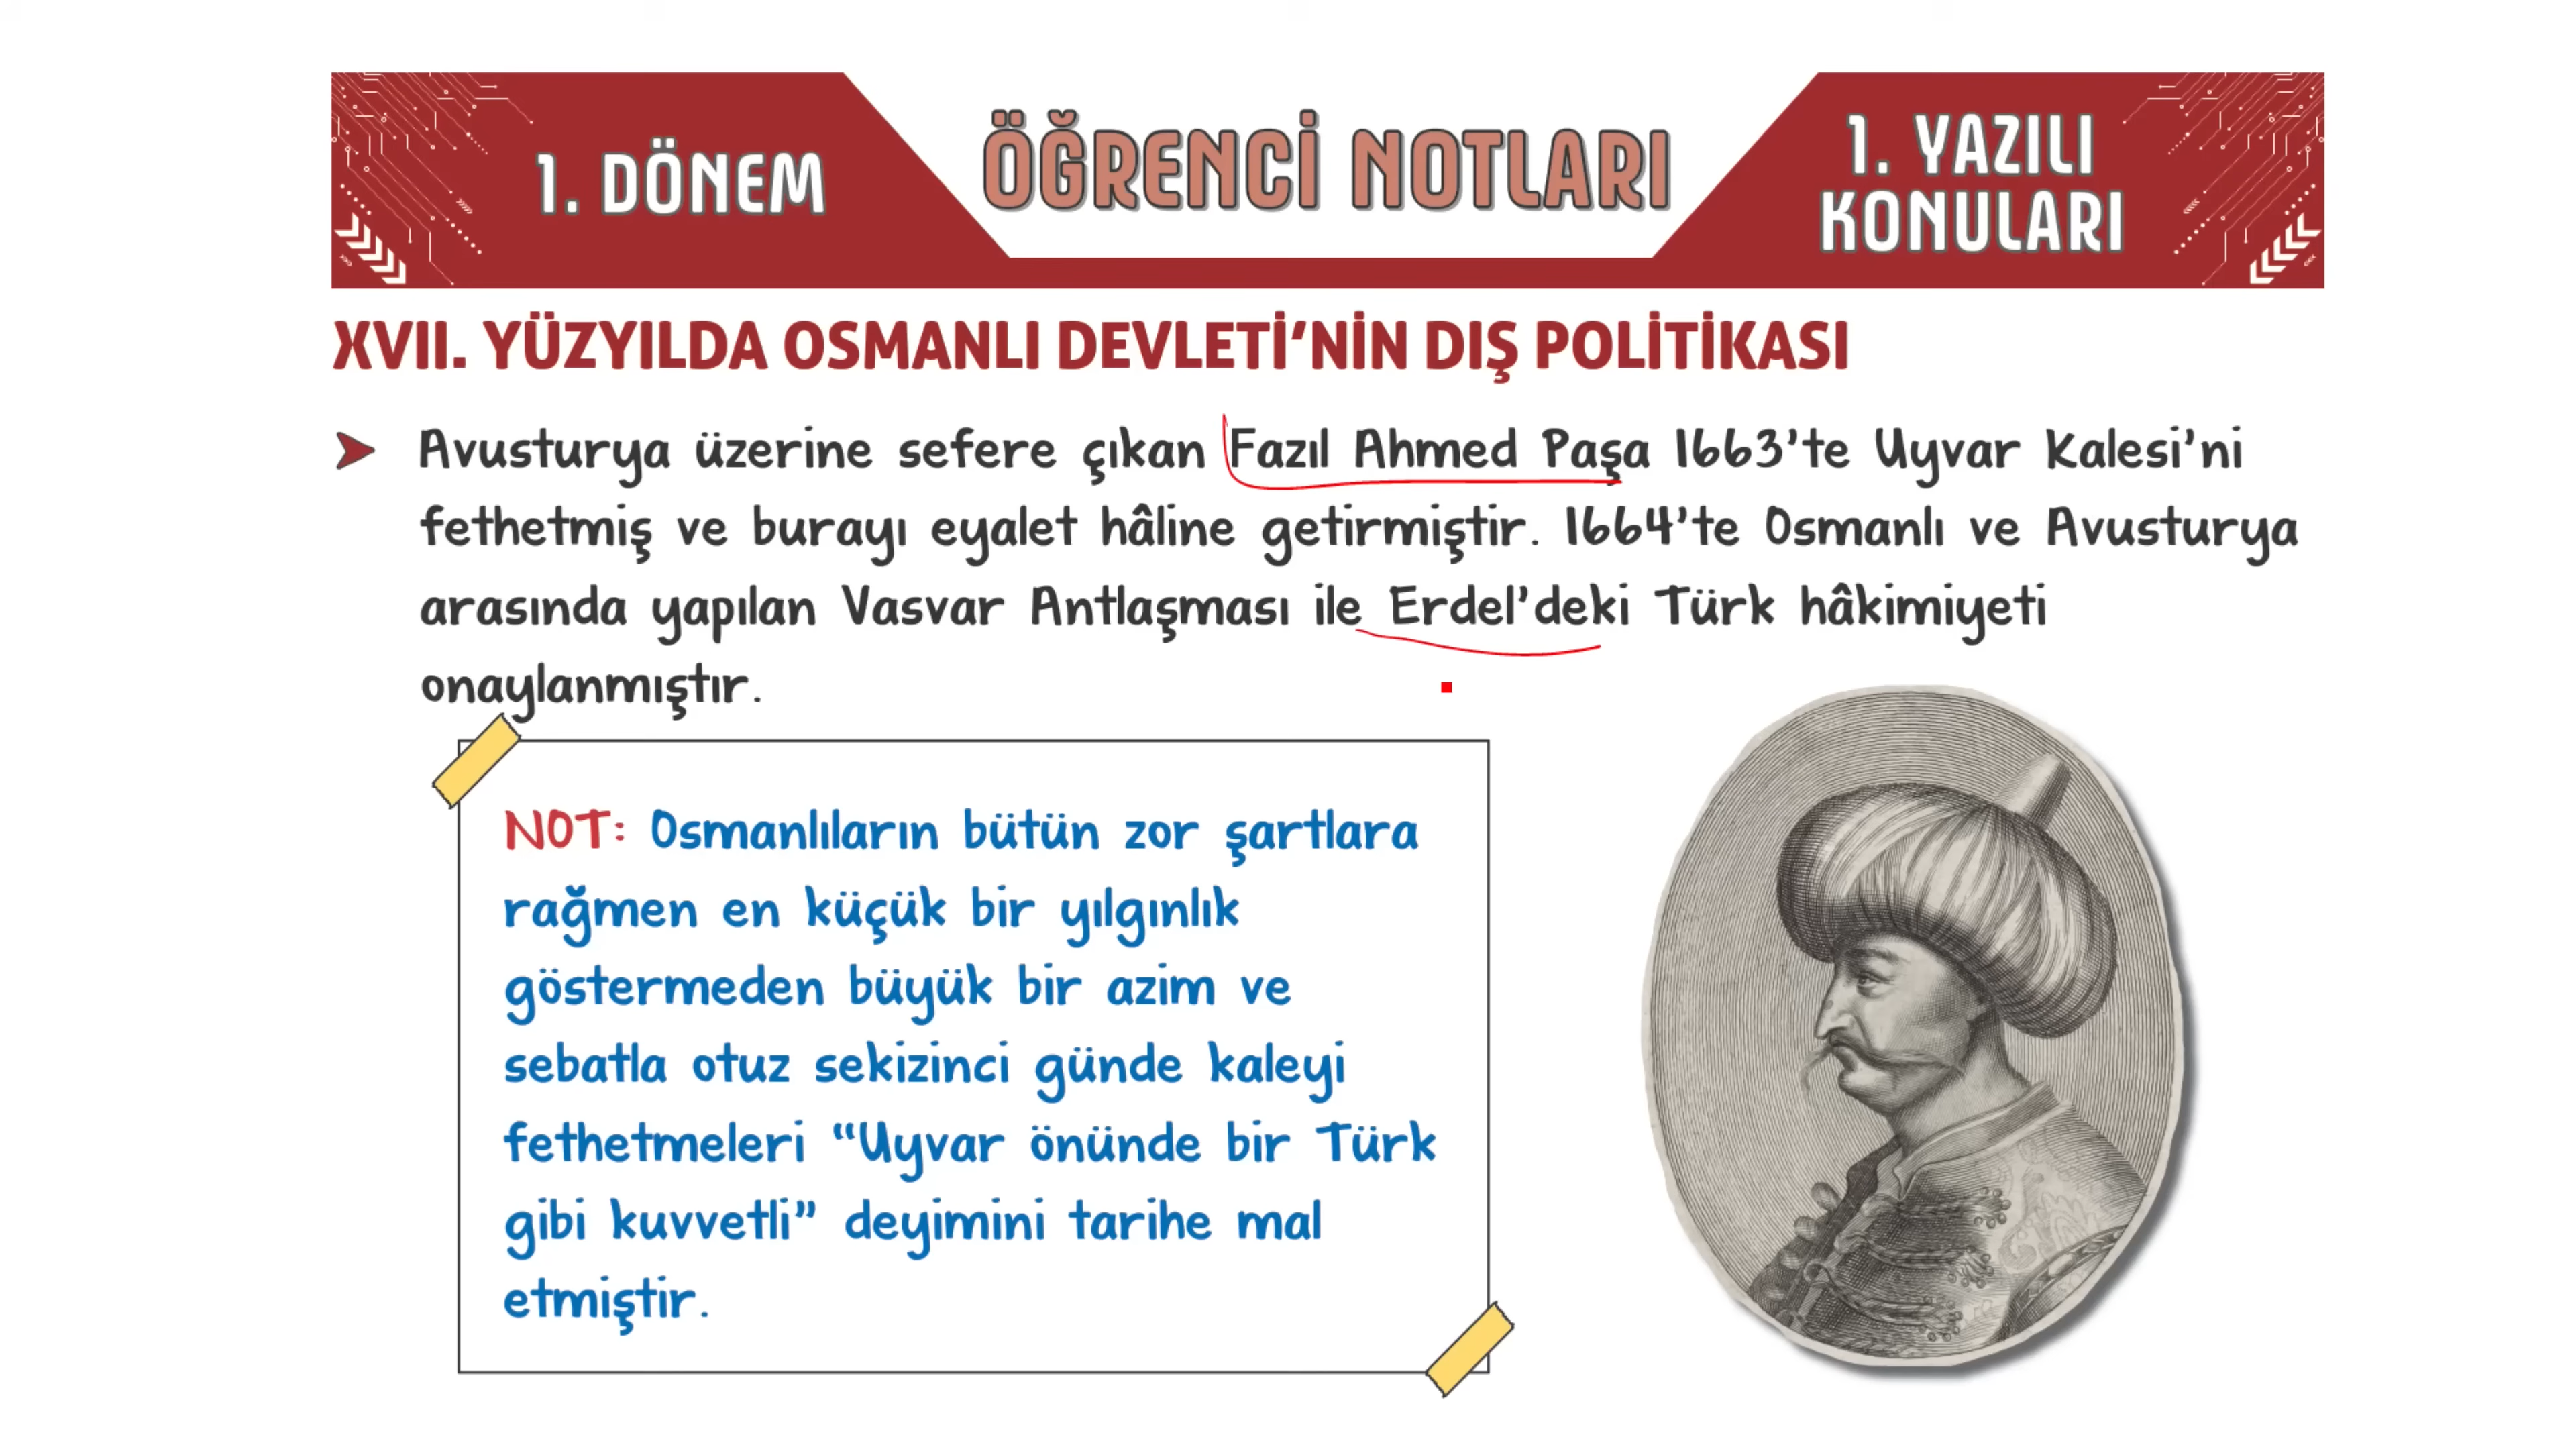 1. DÖNEM
ÖĞRENCİ NOTLARI
1. YAZILI
KONULARI
XVII. YÜZYILDA OSMANLI DEVLETİ'NİN DIŞ POLİTİKASI
Avusturya üzerine sefere çıkan Fazıl Ahmed Paşa 1663'te Uyvar Kalesi'ni
fethetmiş ve burayı eyalet hâline getirmiştir. 1664'te Osmanlı ve Avusturya
arasında yapılan Vasvar Antlaşması ile Erdel'deki Türk hâkimiyeti
onaylanmıştır.
NOT: Osmanlıların bütün zor şartlara
rağmen en küçük bir yılgınlık
göstermeden büyük bir azim ve
sebatla otuz sekizinci günde kaleyi
fethetmeleri “Uyvar önünde bir Türk
gibi kuvvetli” deyimini tarihe mal
etmiştir.